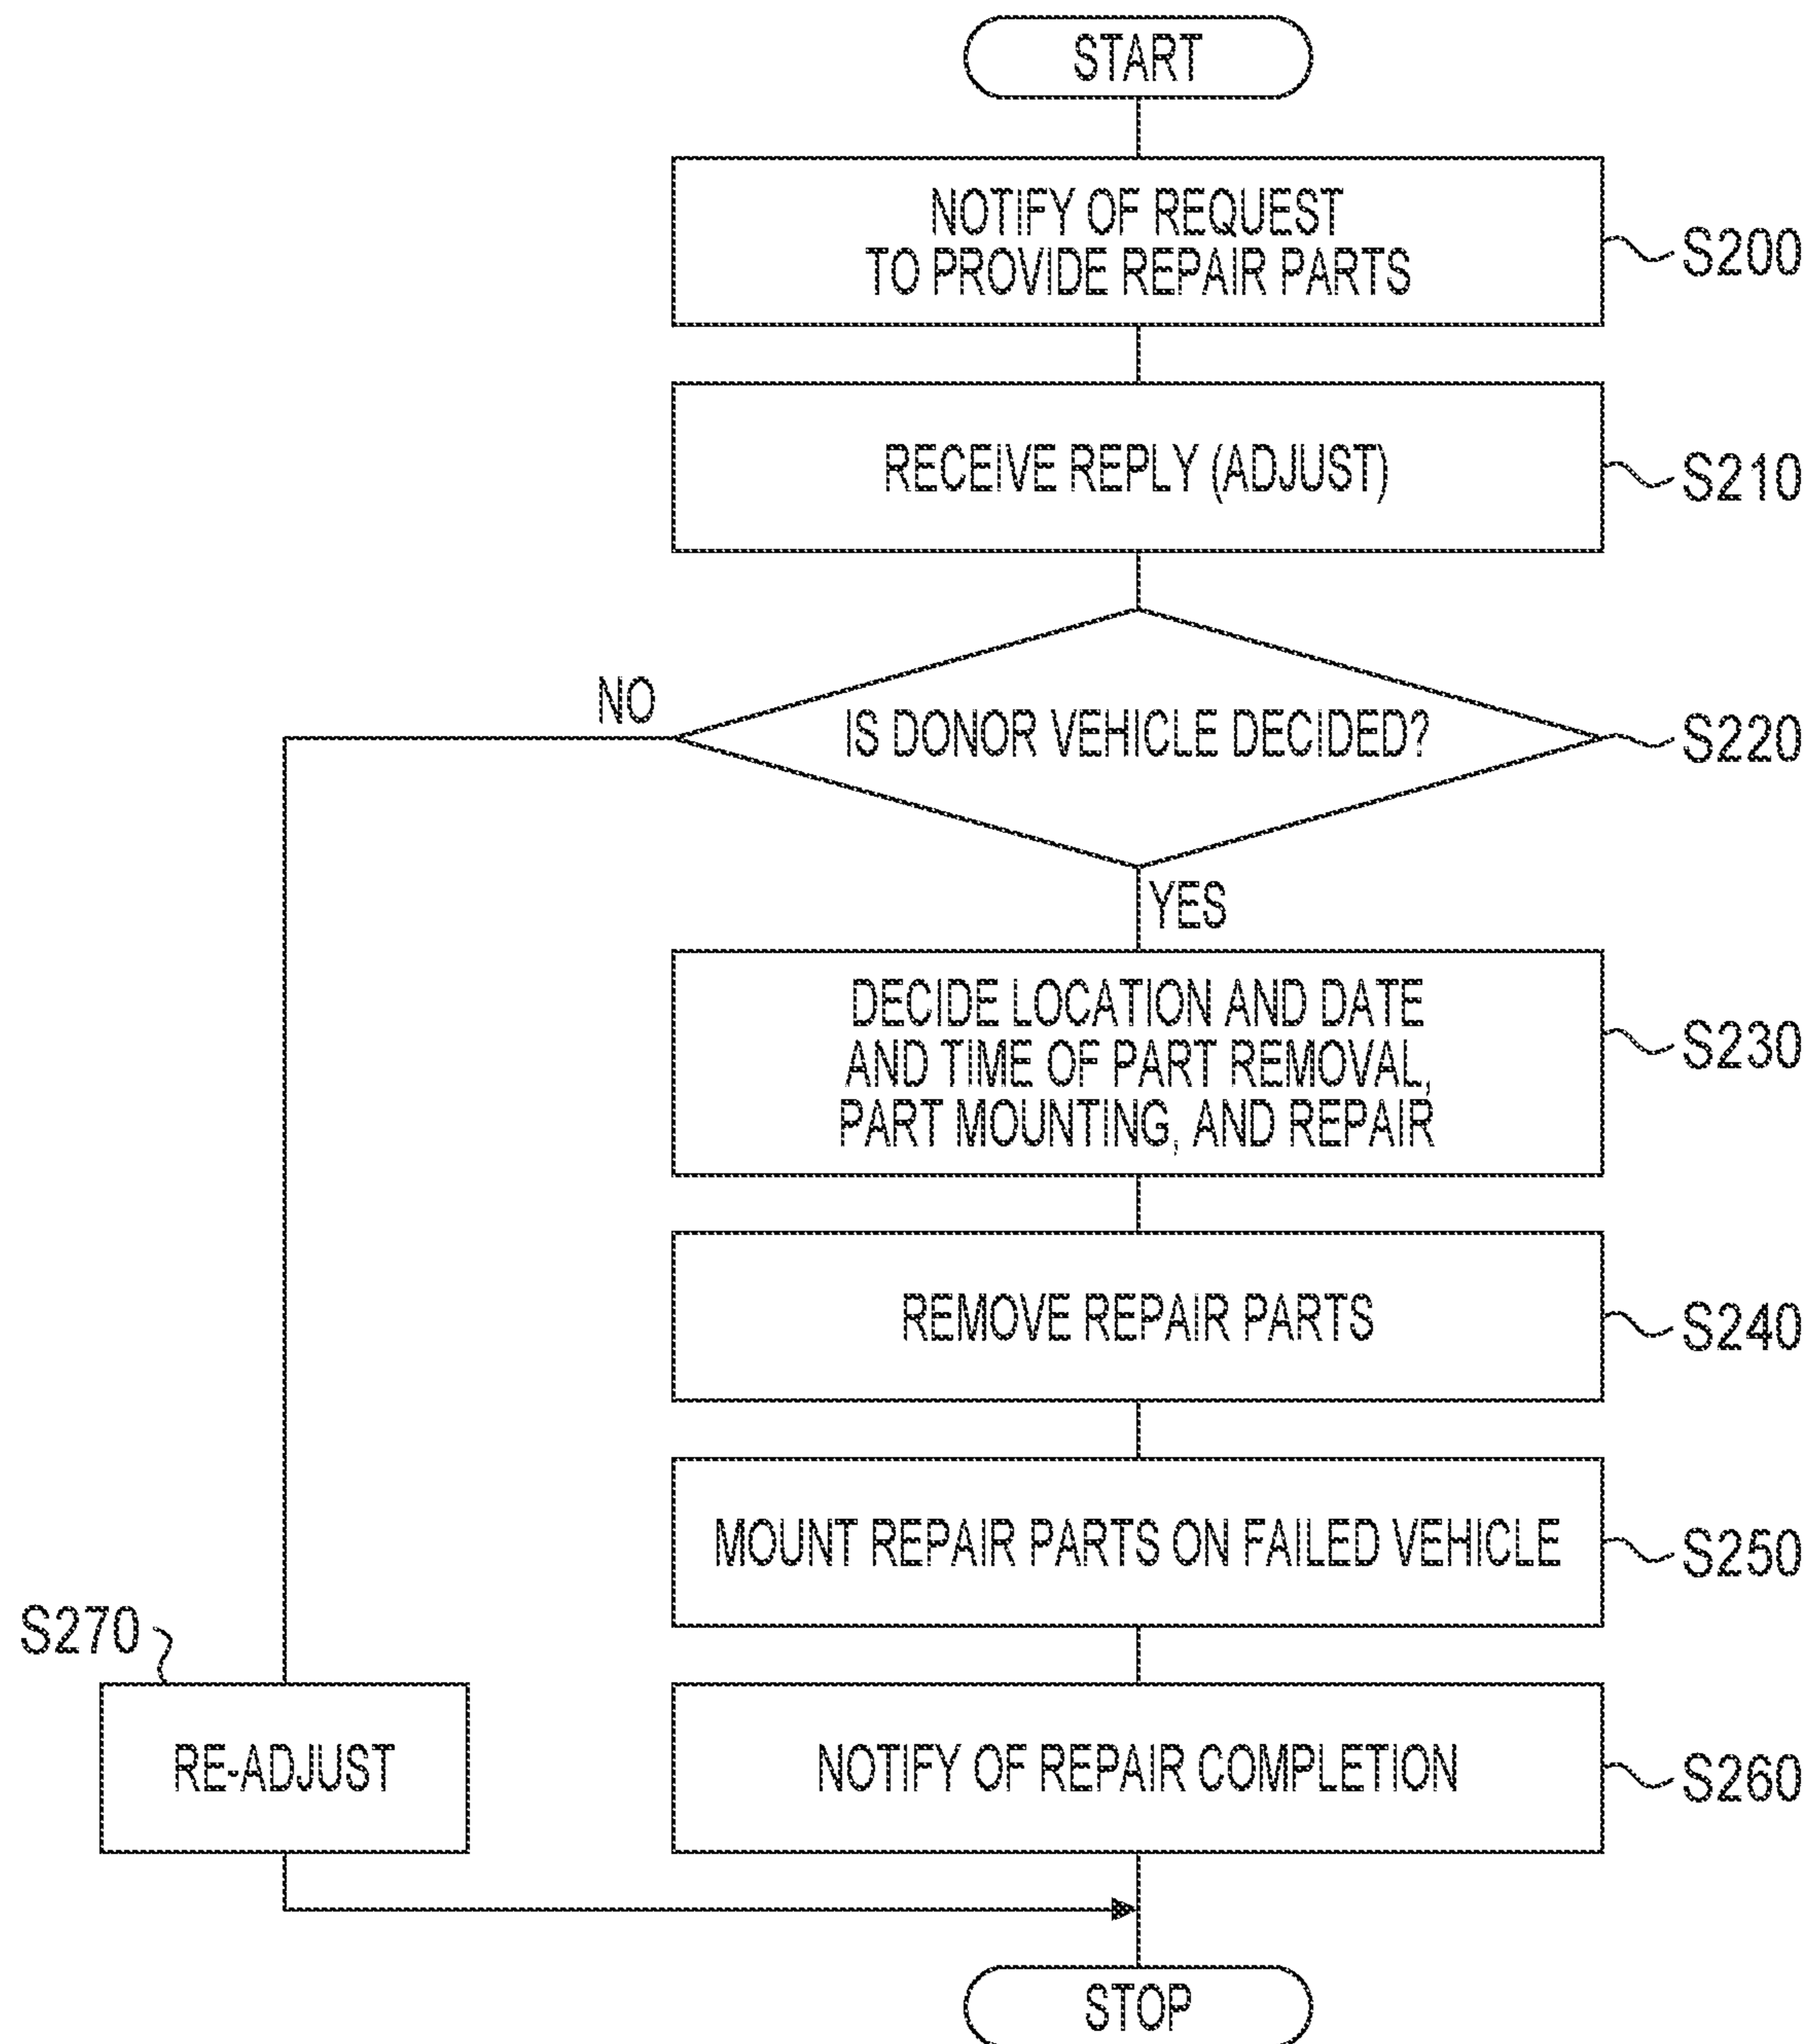 START
NOTIFY OF REQUEST
TO PROVIDE REPAIR PARTS
S200
RECEIVE REPLY (ADJUST)
S210
NO
IS DONOR VEHICLE DECIDED?
S220
YES
DECIDE LOCATION AND DATE
AND TIME OF PART REMOVAL,
PART MOUNTING, AND REPAIR
S230
REMOVE REPAIR PARTS
S240
MOUNT REPAIR PARTS ON FAILED VEHICLE
S250
S270
RE-ADJUST
NOTIFY OF REPAIR COMPLETION
S260
STOP